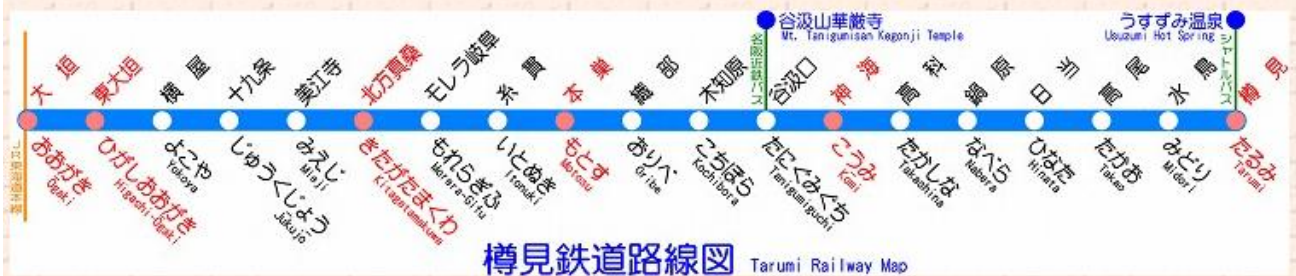 谷汲山華厳寺
Mt. Tanigumisan Kegonji Temple
うすずみ温泉
Usuzumi Hot Spring
名阪近鉄バス
シャトルバス
大垣
東大垣
横屋
十九条
美江寺
北方真桑
モレラ岐阜
糸貫
本巣
織部
木知原
谷汲口
神海
高科
鍋原
日当
高尾
水鳥
樽見
JR東海道本線
おおがき
Ogaki
ひがしおおがき
Higashi-Ogaki
よこや
Yokoya
じゅうくじょう
Jukujo
みえじ
Mieji
きたがたまくわ
Kitagatamakuwa
もれらぎふ
Morera-Gifu
いとぬき
Itonuki
もとす
Motosu
おりべ
Oribe
こちぼら
Kochibora
たにぐみぐち
Tanigumiguchi
こうみ
Komi
たかしな
Takashina
なべら
Nabera
ひなた
Hinata
たかお
Takao
みどり
Midori
たるみ
Tarumi
樽見鉄道路線図
Tarumi Railway Map